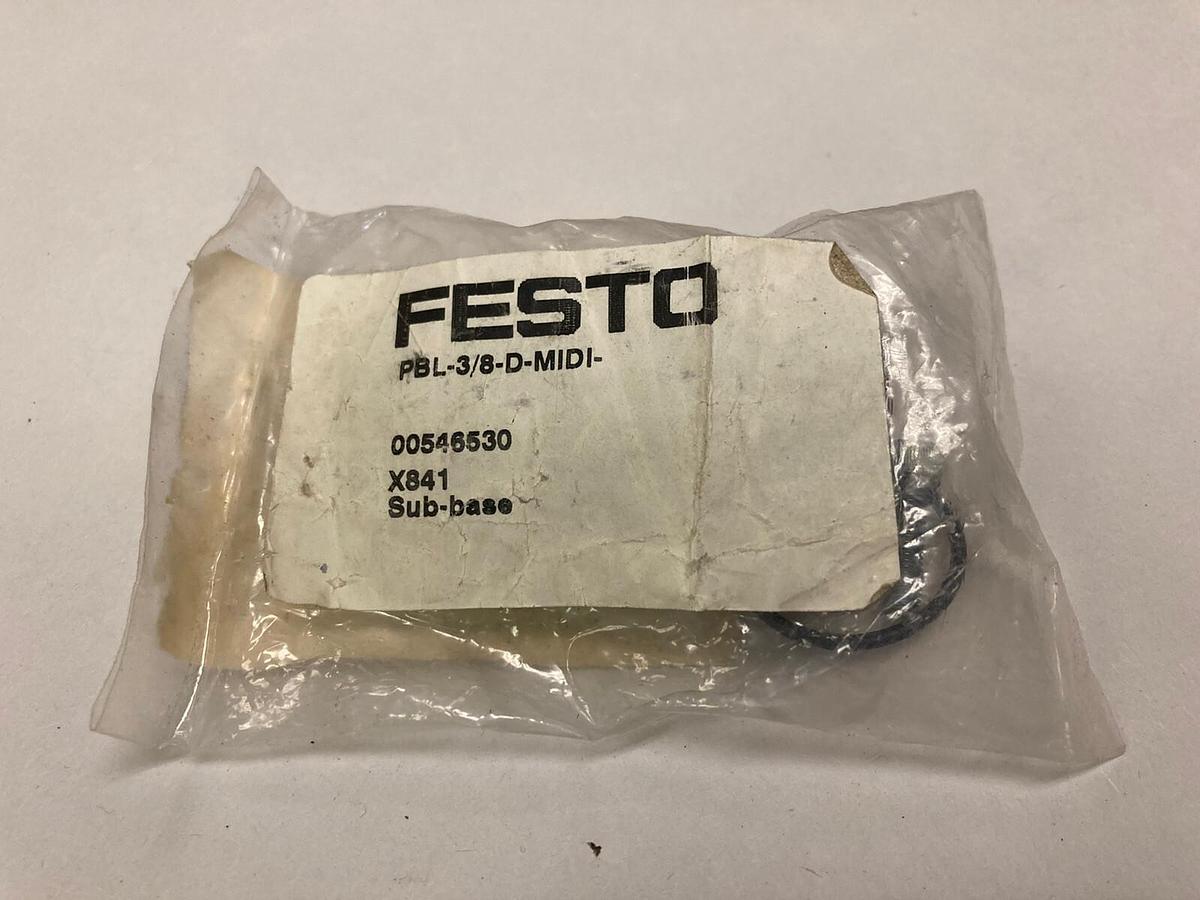 FESTO
PBL-3/8-D-MIDI-
00546530
X841
Sub-base